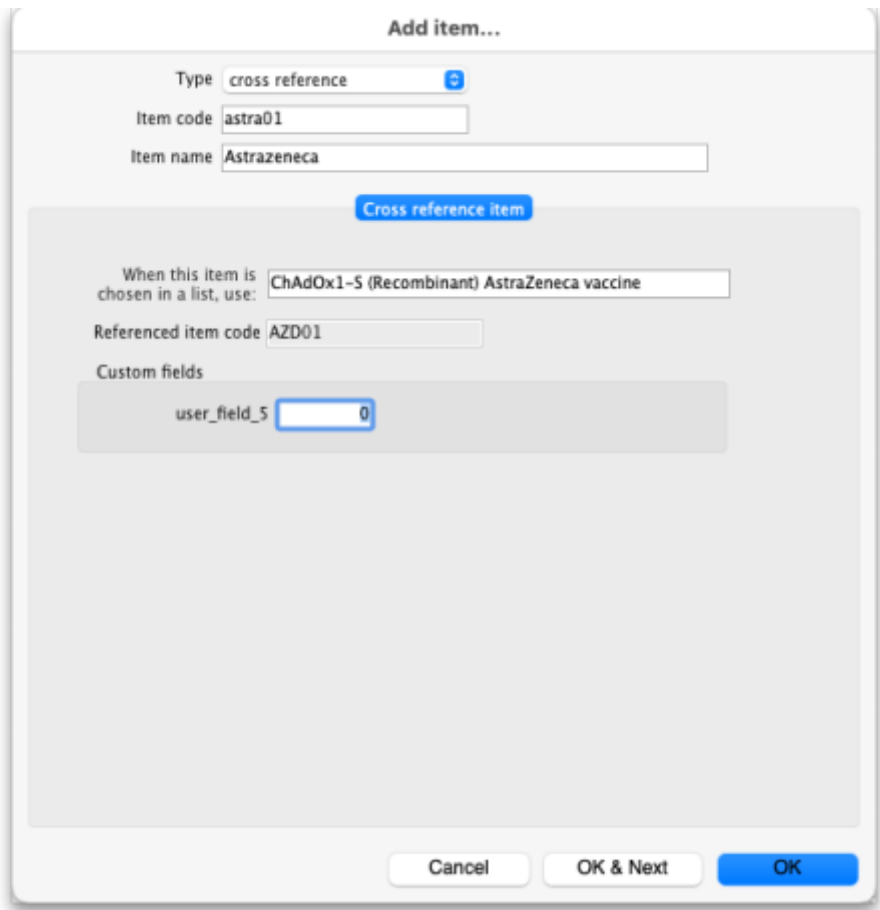 Add item...
Type cross reference
Item code astra01
Item name Astrazeneca
Cross reference item
When this item is
chosen in a list, use: ChAdOx1-S (Recombinant) AstraZeneca vaccine
Referenced item code AZD01
Custom fields
user_field_5 0
Cancel OK & Next OK